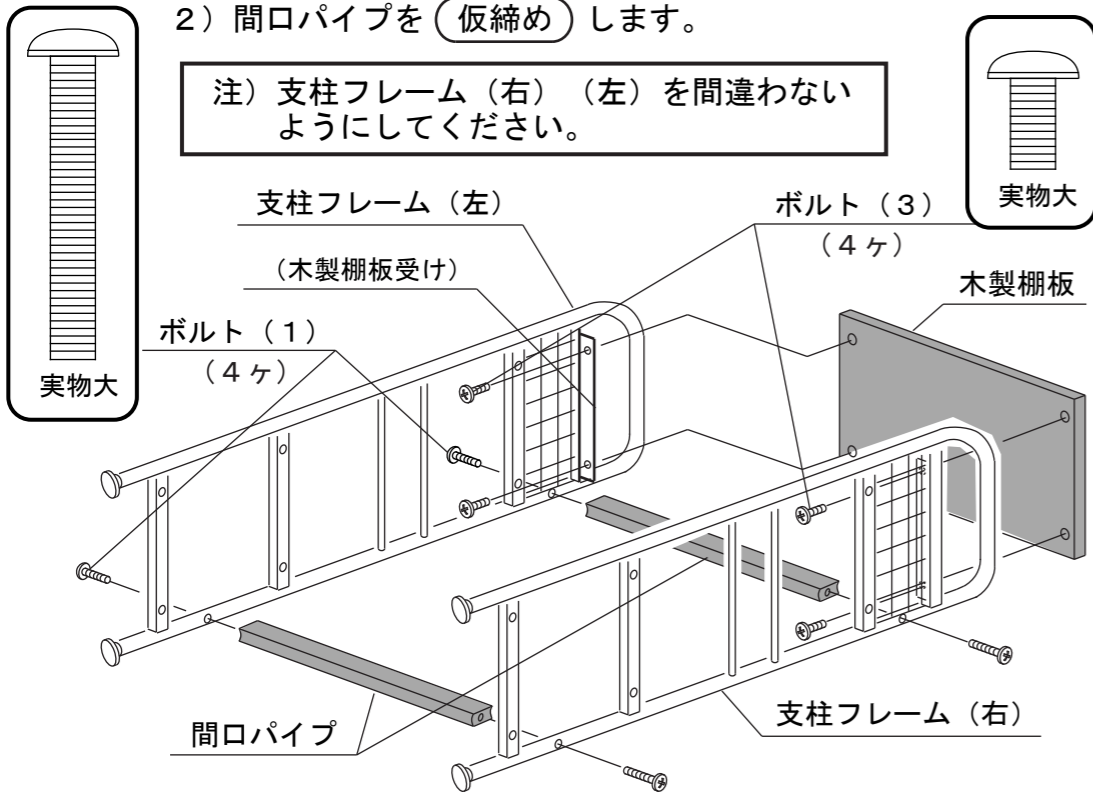 2）間口パイプを 仮締め します。
注）支柱フレーム（右）（左）を間違わない
ようにしてください。
実物大
実物大
支柱フレーム（左）
ボルト（3）
（4ヶ）
（木製棚板受け）
木製棚板
ボルト（1）
（4ヶ）
間口パイプ
支柱フレーム（右）